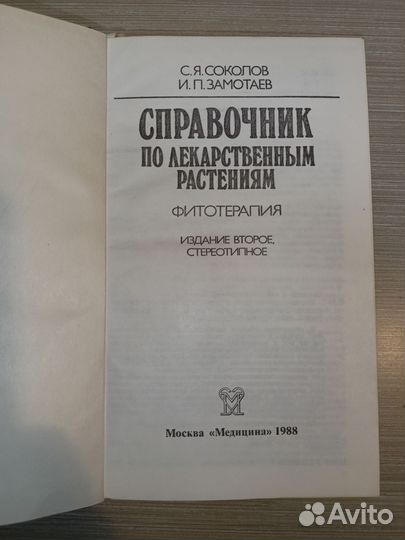 С.Я.СОКОЛОВ
И.П.ЗАМОТАЕВ
СПРАВОЧНИК
ПО ЛЕКАРСТВЕННЫМ
РАСТЕНИЯМ
ФИТОТЕРАПИЯ
ИЗДАНИЕ ВТОРОЕ,
СТЕРЕОТИПНОЕ
М
Москва «Медицина» 1988
Avito